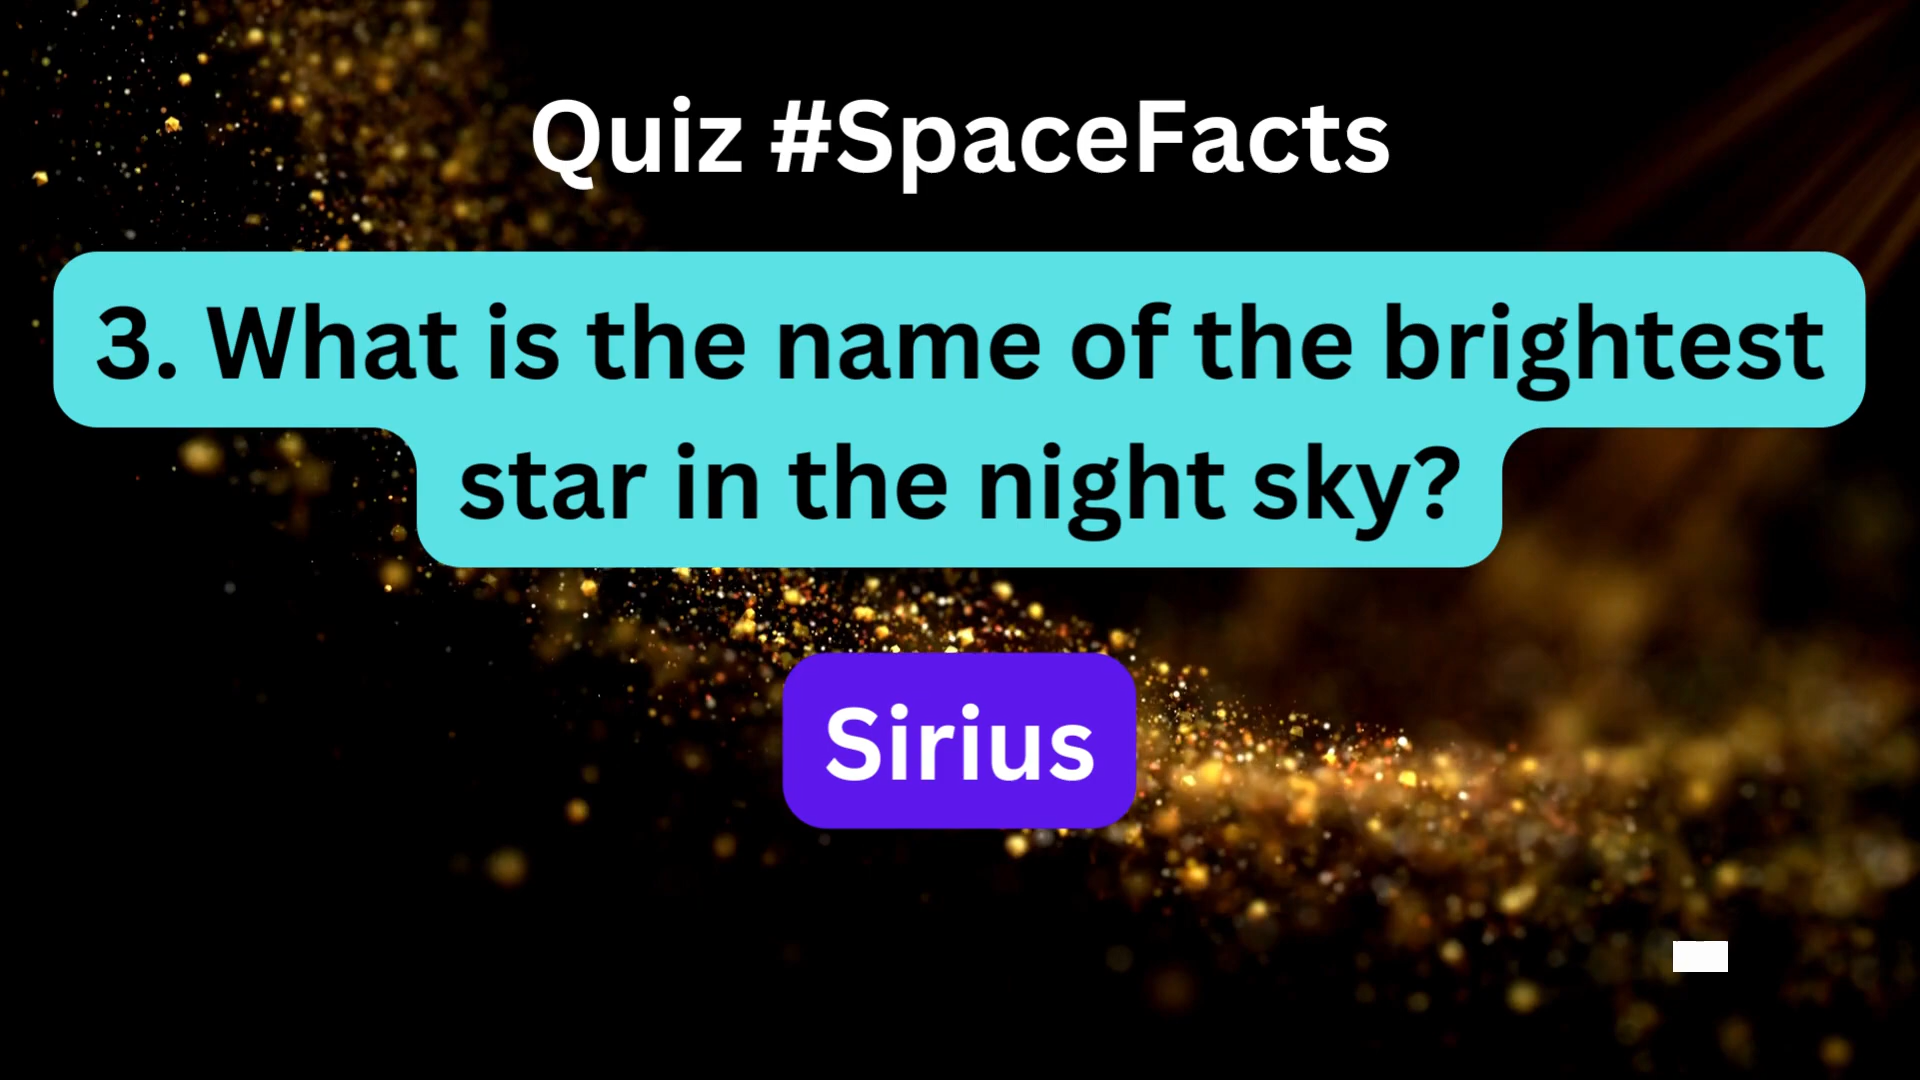 Quiz #SpaceFacts
3. What is the name of the brightest
star in the night sky?
Sirius